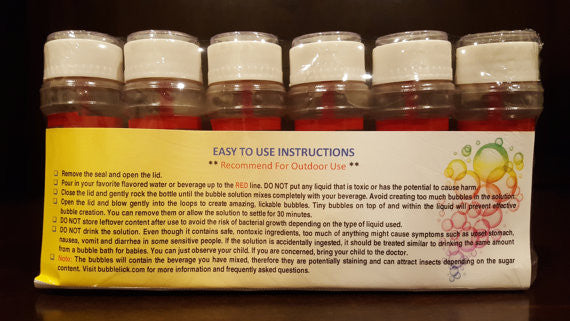 EASY TO USE INSTRUCTIONS
** Recommend For Outdoor Use **
❑ Remove the seal and open the lid.
❑ Pour in your favorite flavored water or beverage up to the RED line. DO NOT put any liquid that is toxic or has the potential to cause harm.
❑ Close the lid and gently rock the bottle until the bubble solution mixes completely with your beverage. Avoid creating too much bubbles in the solution.
❑ Open the lid and blow gently into the loops to create amazing, lickable bubbles. Tiny bubbles on top of and within the liquid will prevent effective
bubble creation. You can remove them or allow the solution to settle for 30 minutes.
❑ DO NOT store leftover content after use to avoid the risk of bacterial growth depending on the type of liquid used.
❑ DO NOT drink the solution. Even though it contains safe, nontoxic ingredients, too much of anything might cause symptoms such as upset stomach,
nausea, vomit and diarrhea in some sensitive people. If the solution is accidentally ingested, it should be treated similar to drinking the same amount
from a bubble bath for babies. You can just observe your child. If you are concerned, bring your child to the doctor.
❑ Note: The bubbles will contain the beverage you have mixed, therefore they are potentially staining and can attract insects depending on the sugar
content. Visit bubblelick.com for more information and frequently asked questions.